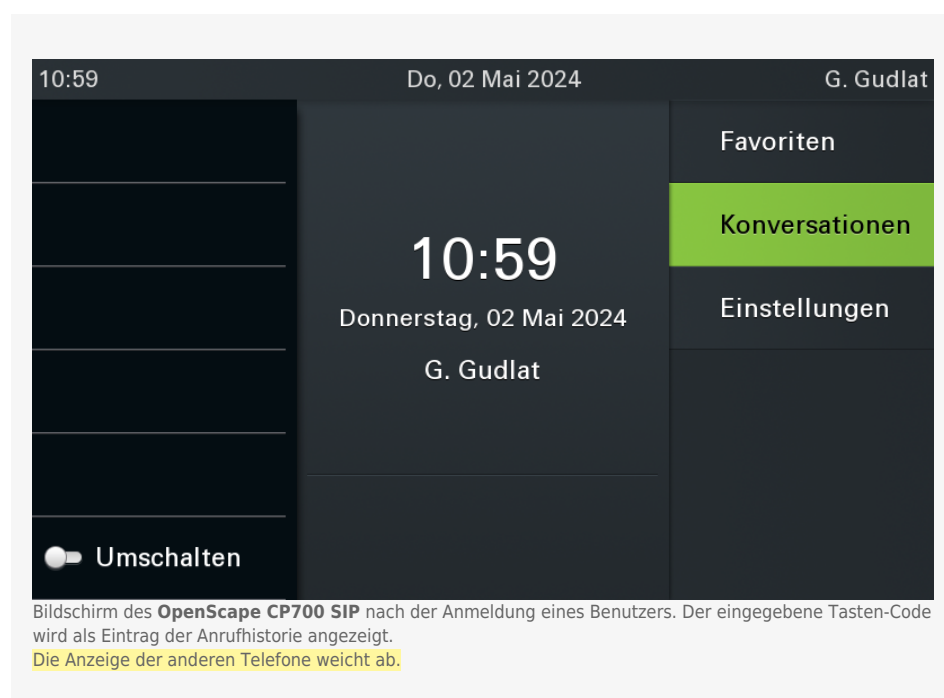 10:59 Do, 02 Mai 2024 G. Gudlat
Favoriten
Konversationen
10:59
Donnerstag, 02 Mai 2024
Einstellungen
G. Gudlat
Umschalten
Bildschirm des OpenScape CP700 SIP nach der Anmeldung eines Benutzers. Der eingegebene Tasten-Code
wird als Eintrag der Anrufhistorie angezeigt.
Die Anzeige der anderen Telefone weicht ab.